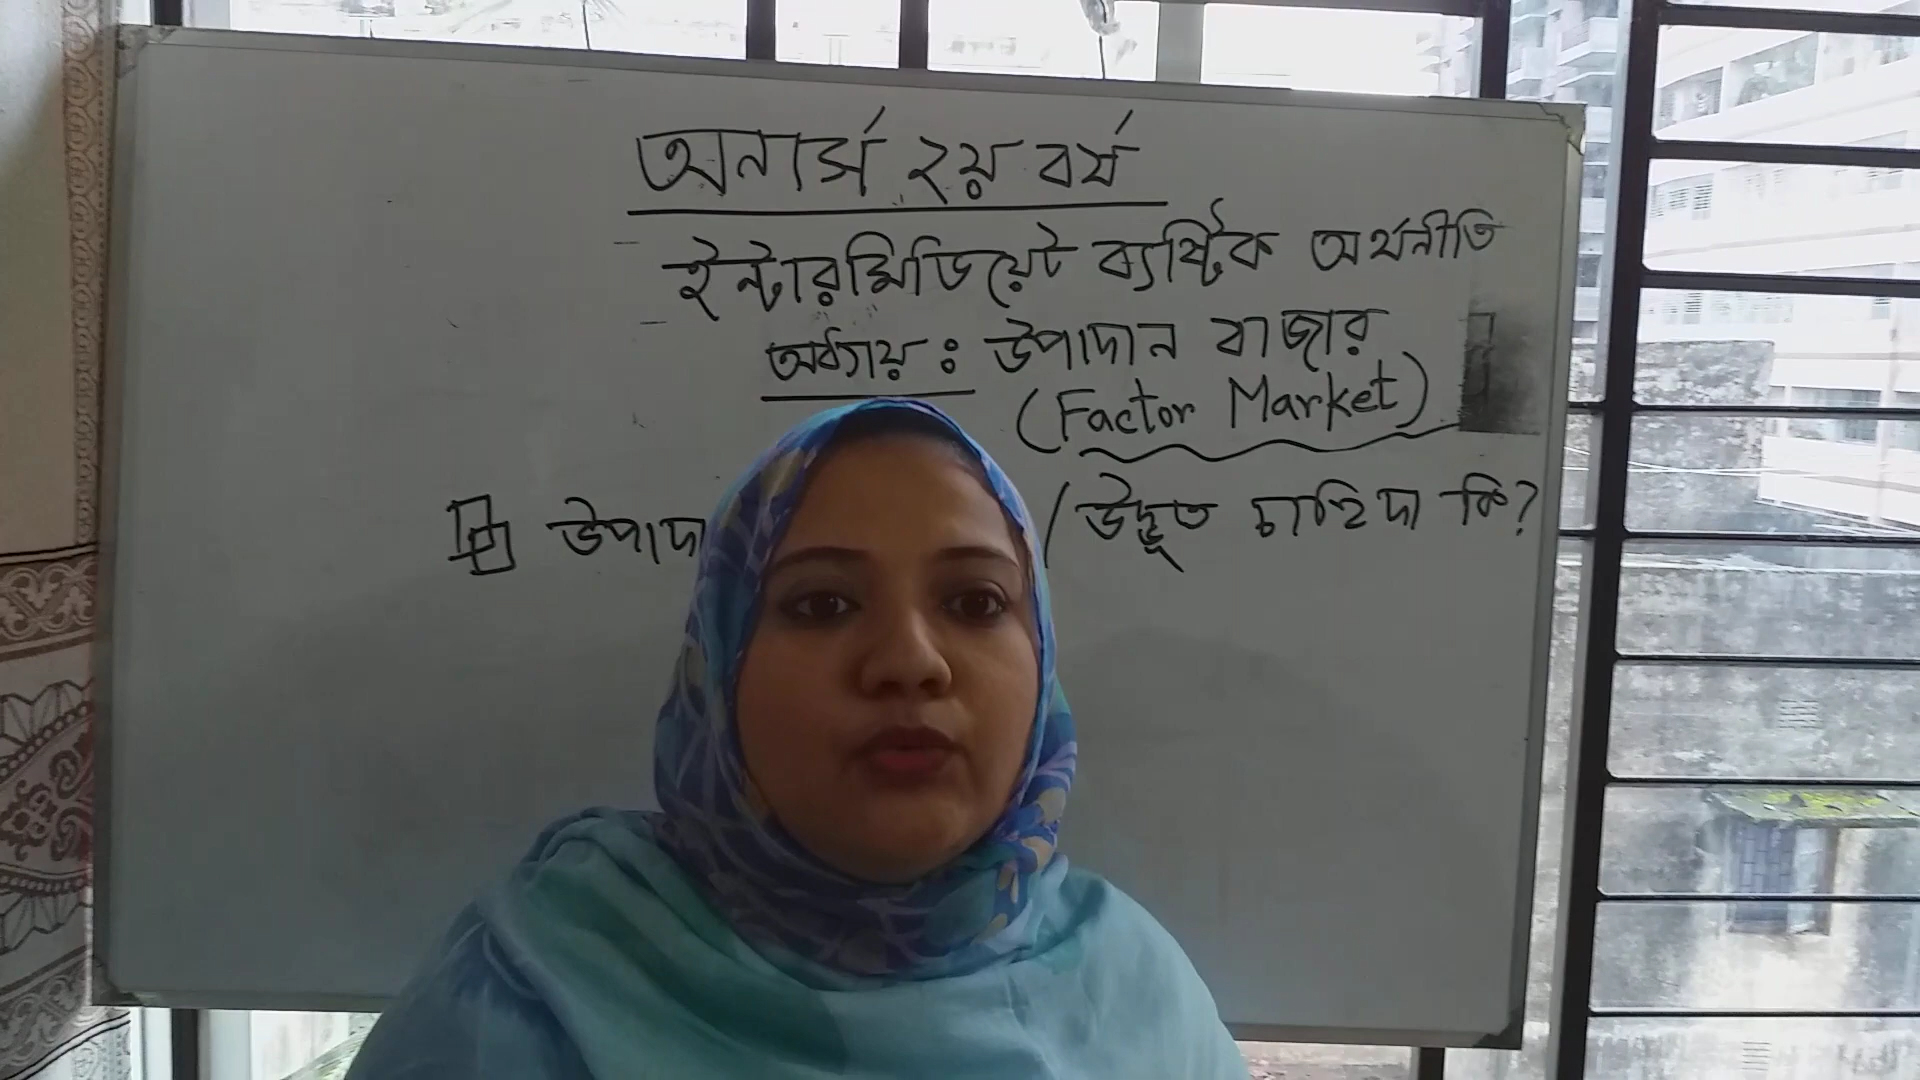 অনার্স ২য় বর্ষ
ইন্টারমিডিয়েট ব্যষ্টিক অর্থনীতি
অধ্যায় : উপাদান বাজার
(Factor Market)
উপাদা / উদ্ভূত চাহিদা কি?